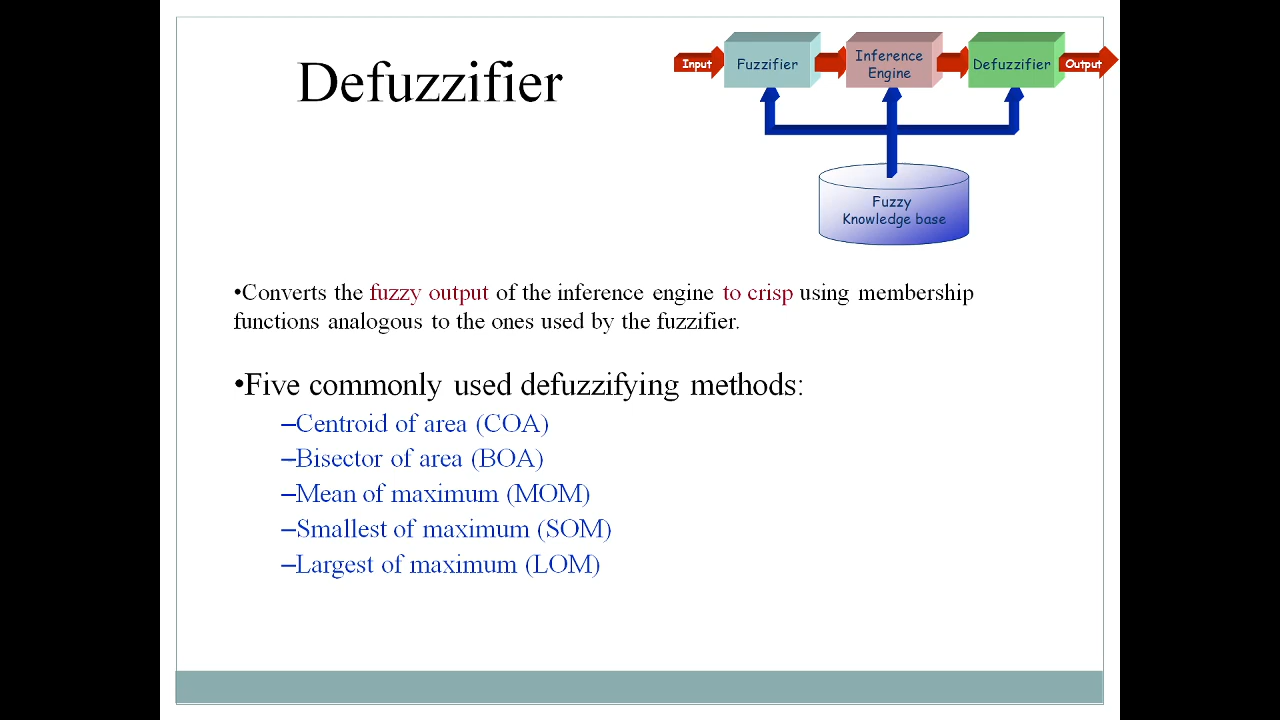 Defuzzifier
Input
Fuzzifier
Inference
Engine
Defuzzifier
Output
Fuzzy
Knowledge base
•Converts the fuzzy output of the inference engine to crisp using membership
functions analogous to the ones used by the fuzzifier.
•Five commonly used defuzzifying methods:
–Centroid of area (COA)
–Bisector of area (BOA)
–Mean of maximum (MOM)
–Smallest of maximum (SOM)
–Largest of maximum (LOM)